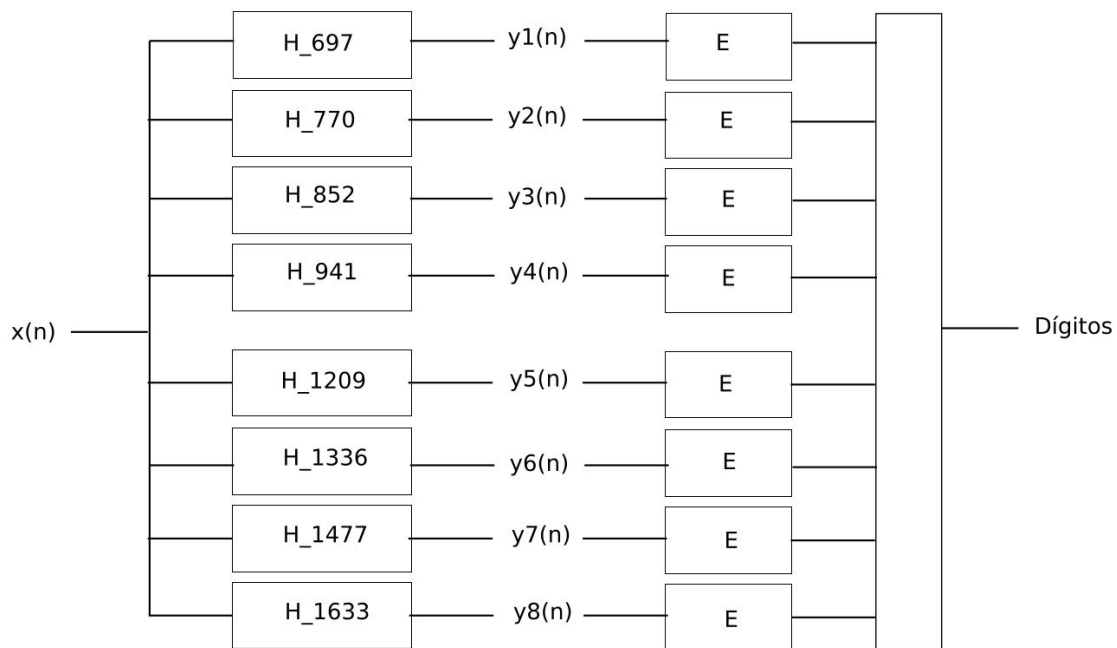 H_697 y1(n) E
H_770 y2(n) E
H_852 y3(n) E
H_941 y4(n) E
x(n) Dígitos
H_1209 y5(n) E
H_1336 y6(n) E
H_1477 y7(n) E
H_1633 y8(n) E